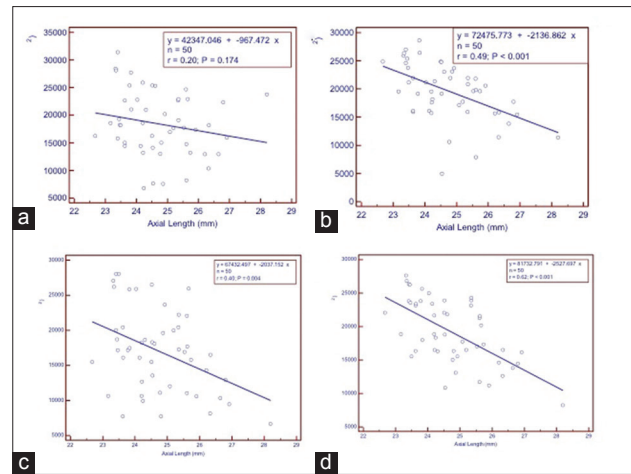 y = 42347.046 + -967.472 x
n = 50
r = 0.20; P = 0.174
35000
30000
25000
20000
15000
10000
5000
22 23 24 25 26 27 28 29
Axial Length (mm)
a
y = 72475.773 + -2136.862 x
n = 50
r = 0.49; P < 0.001
30000
25000
20000
15000
10000
5000
0
22 23 24 25 26 27 28 29
Axial Length (mm)
b
y = 67452.497 + -2037.152 x
n = 50
r = 0.40; P = 0.004
30000
25000
20000
15000
10000
5000
22 23 24 25 26 27 28 29
Axial Length (mm)
c
y = 81732.791 + -2527.697 x
n = 50
r = 0.62; P < 0.001
30000
25000
20000
15000
10000
5000
22 23 24 25 26 27 28 29
Axial Length (mm)
d